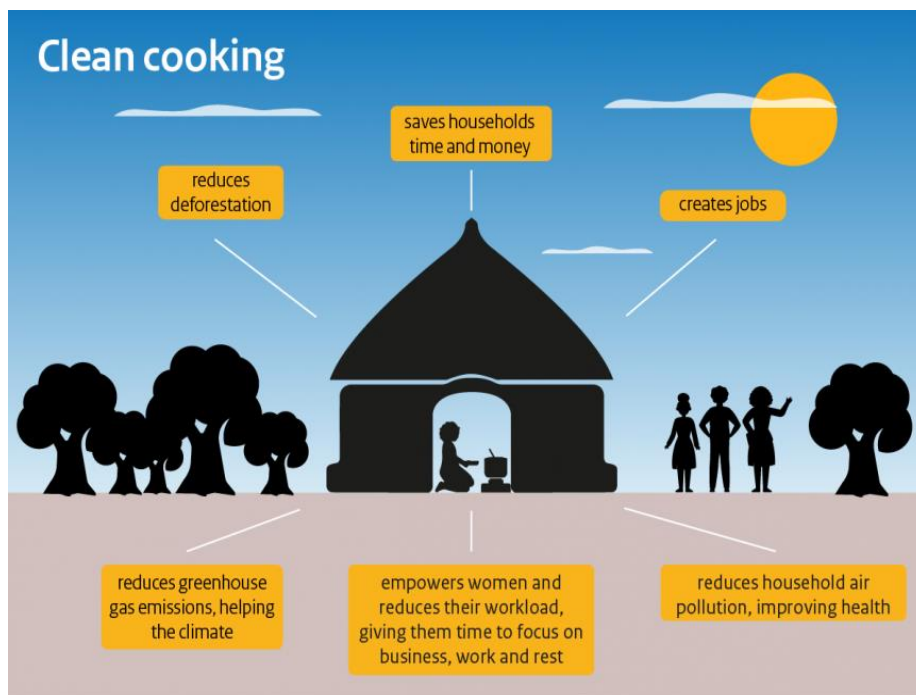 Clean cooking
saves households
time and money
reduces
deforestation
creates jobs
reduces greenhouse
gas emissions, helping
the climate
empowers women and
reduces their workload,
giving them time to focus on
business, work and rest
reduces household air
pollution, improving health